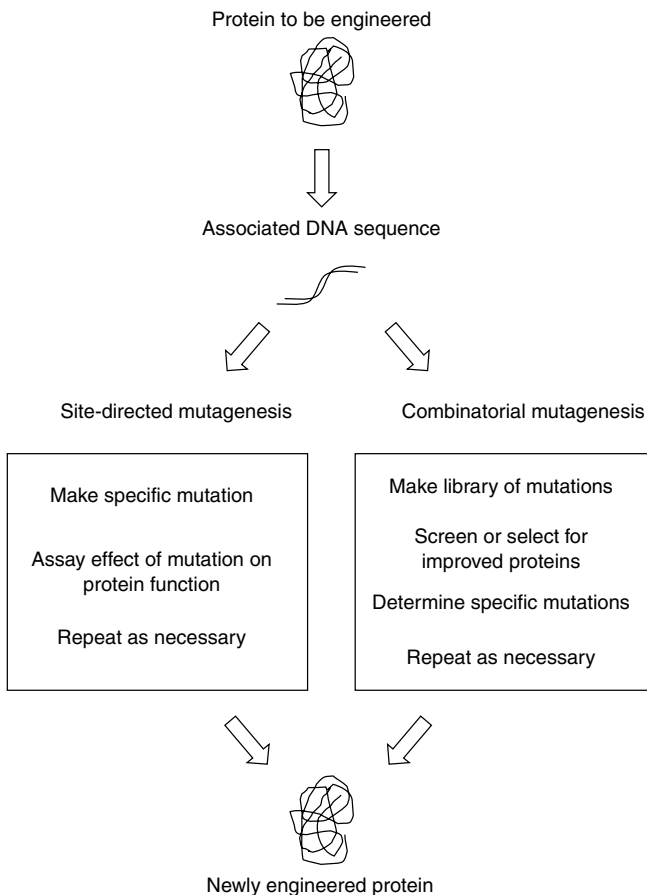 Protein to be engineered
Associated DNA sequence
Site-directed mutagenesis
Make specific mutation
Assay effect of mutation on
protein function
Repeat as necessary
Combinatorial mutagenesis
Make library of mutations
Screen or select for
improved proteins
Determine specific mutations
Repeat as necessary
Newly engineered protein